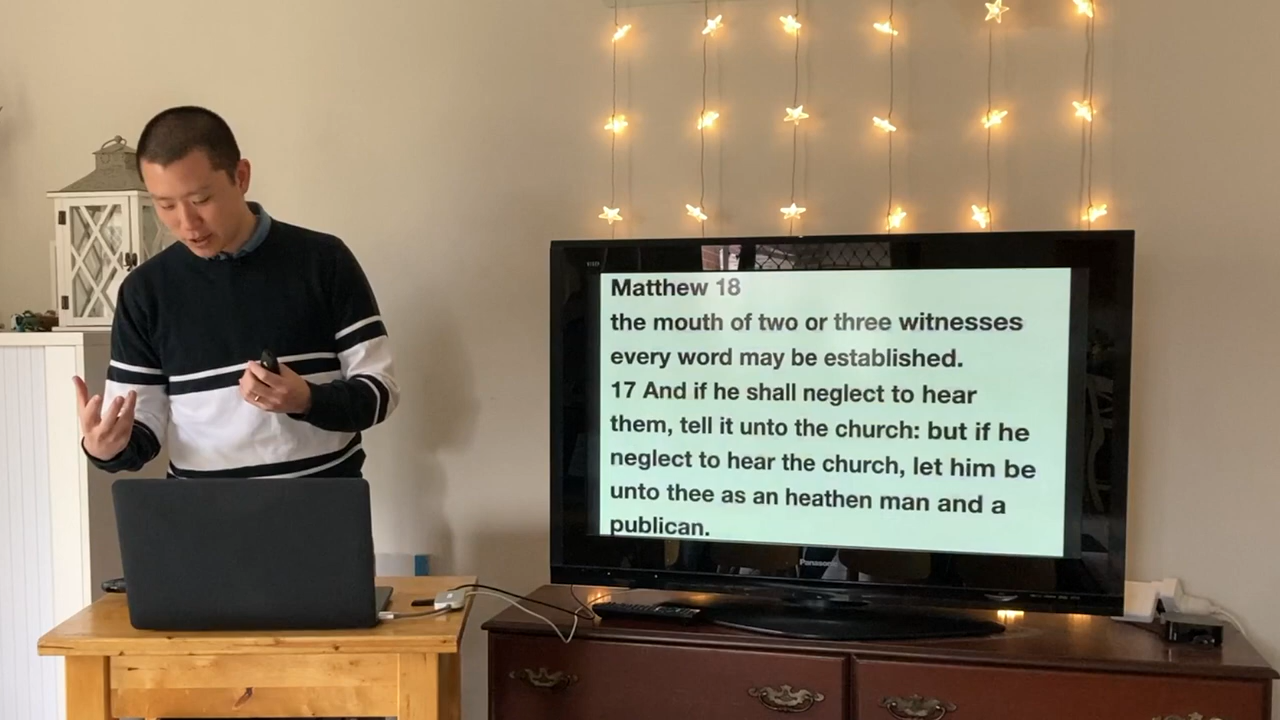 Matthew 18
the mouth of two or three witnesses
every word may be established.
17 And if he shall neglect to hear
them, tell it unto the church: but if he
neglect to hear the church, let him be
unto thee as an heathen man and a
publican.
Panasonic